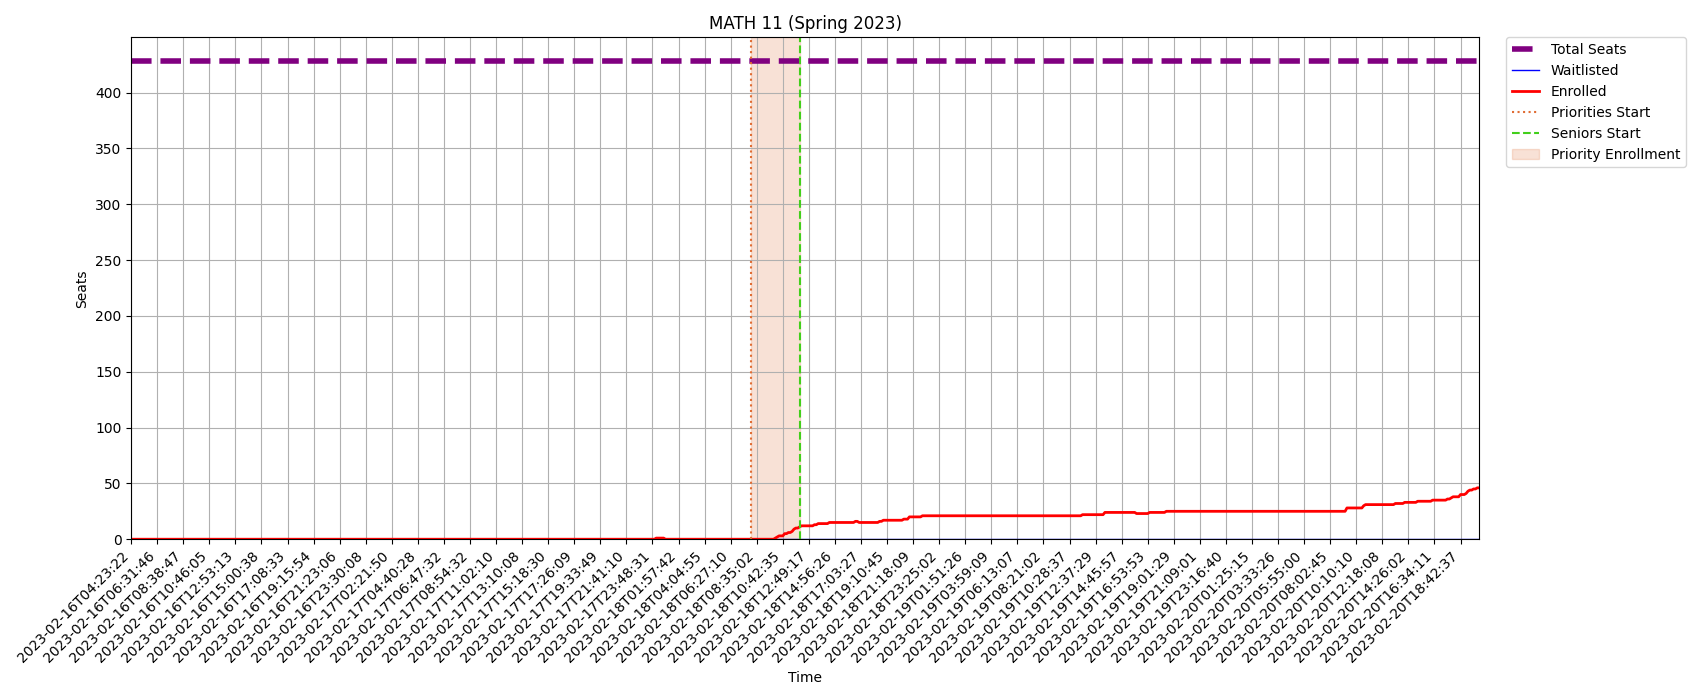 MATH 11 (Spring 2023)
Total Seats
Waitlisted
Enrolled
Priorities Start
Seniors Start
Priority Enrollment
Seats
400
350
300
250
200
150
100
50
0
2023-02-16T04:23:22
2023-02-16T06:31:46
2023-02-16T08:38:47
2023-02-16T10:46:05
2023-02-16T12:53:13
2023-02-16T15:00:38
2023-02-16T17:08:33
2023-02-16T19:15:54
2023-02-16T21:23:06
2023-02-16T23:30:08
2023-02-17T02:21:50
2023-02-17T04:40:28
2023-02-17T06:47:32
2023-02-17T08:54:32
2023-02-17T11:02:10
2023-02-17T13:10:08
2023-02-17T15:18:30
2023-02-17T17:26:09
2023-02-17T19:33:49
2023-02-17T21:41:10
2023-02-17T23:48:31
2023-02-18T01:57:42
2023-02-18T04:04:55
2023-02-18T06:27:10
2023-02-18T08:35:02
2023-02-18T10:42:35
2023-02-18T12:49:17
2023-02-18T14:56:26
2023-02-18T17:03:27
2023-02-18T19:10:45
2023-02-18T21:18:09
2023-02-18T23:25:02
2023-02-19T01:51:26
2023-02-19T03:59:09
2023-02-19T06:13:07
2023-02-19T08:21:02
2023-02-19T10:28:37
2023-02-19T12:37:29
2023-02-19T14:45:57
2023-02-19T16:53:53
2023-02-19T19:01:29
2023-02-19T21:09:01
2023-02-19T23:16:40
2023-02-20T01:25:15
2023-02-20T03:33:26
2023-02-20T05:55:00
2023-02-20T08:02:45
2023-02-20T10:10:16
2023-02-20T12:18:08
2023-02-20T14:26:02
2023-02-20T16:34:11
2023-02-20T18:42:37
Time